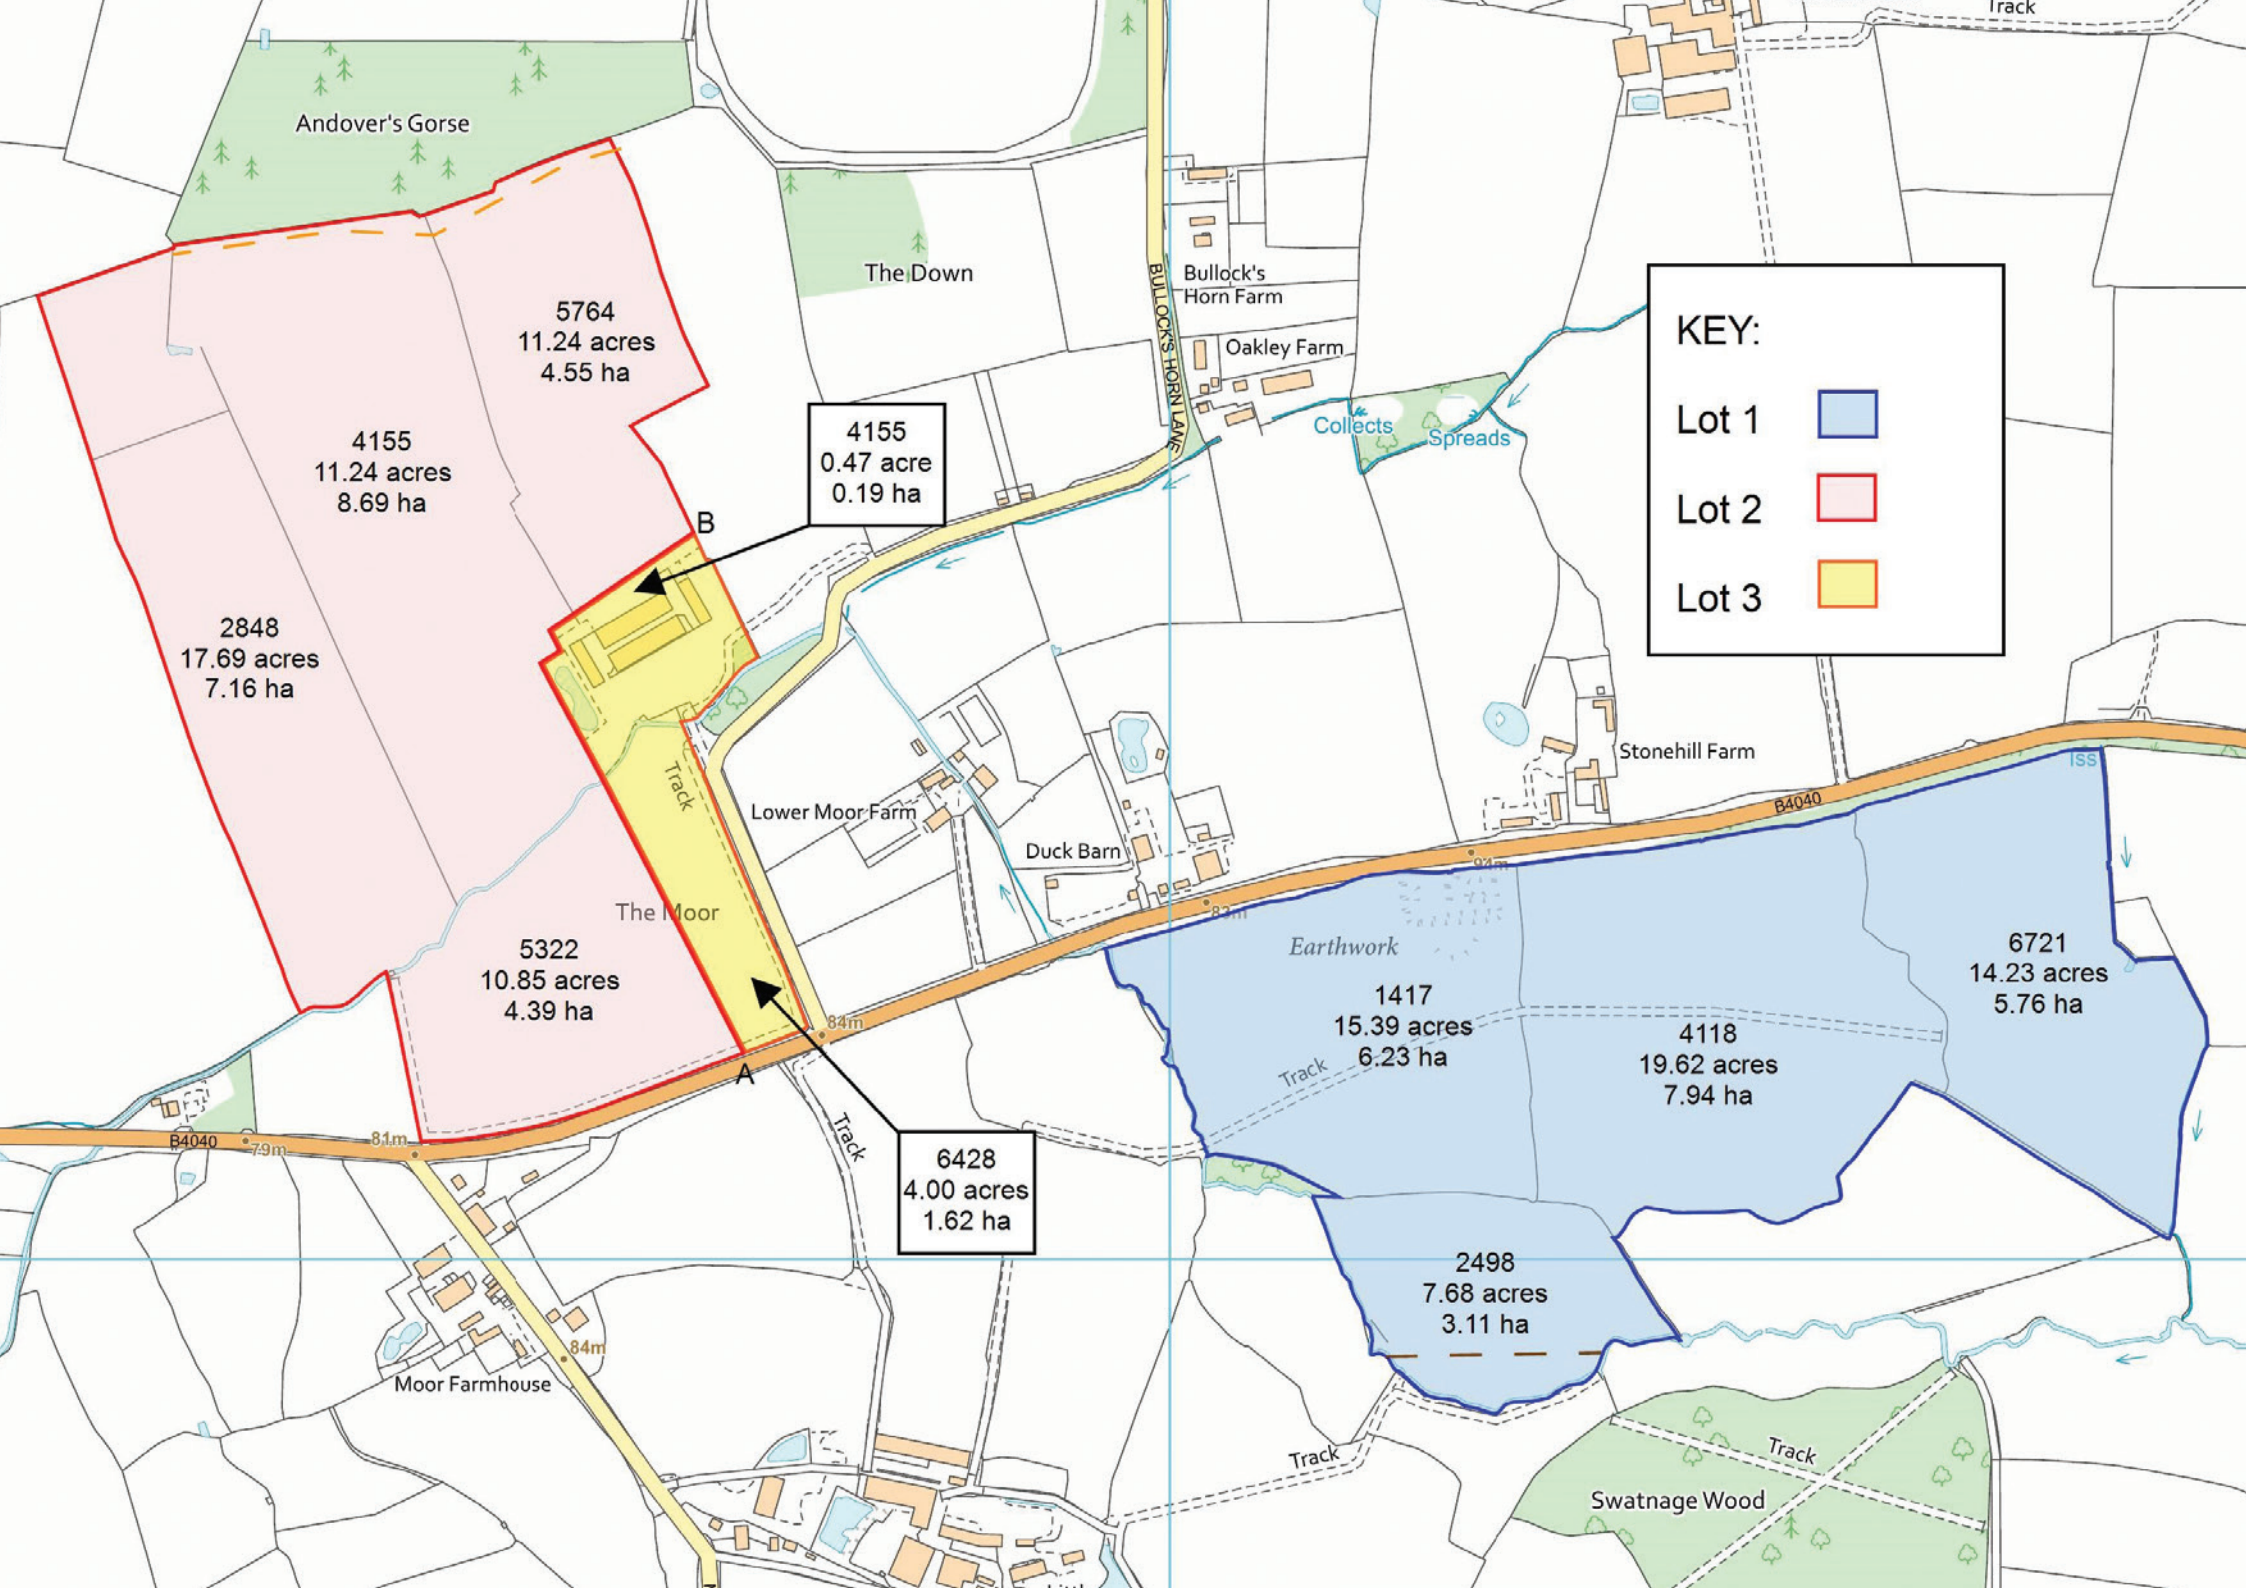 Track
Andover's Gorse
The Down
BULLOCK'S HORN LANE
Bullock's
Horn Farm
Oakley Farm
Collects
Spreads
KEY:
Lot 1
Lot 2
Lot 3
5764
11.24 acres
4.55 ha
4155
11.24 acres
8.69 ha
4155
0.47 acre
0.19 ha
B
2848
17.69 acres
7.16 ha
Track
Lower Moor Farm
Duck Barn
Stonehill Farm
Iss
B4040
94m
83m
The Moor
Earthwork
5322
10.85 acres
4.39 ha
1417
15.39 acres
6.23 ha
Track
4118
19.62 acres
7.94 ha
6721
14.23 acres
5.76 ha
84m
A
Track
6428
4.00 acres
1.62 ha
B4040
79m
81m
2498
7.68 acres
3.11 ha
84m
Moor Farmhouse
Track
Track
Swatnage Wood